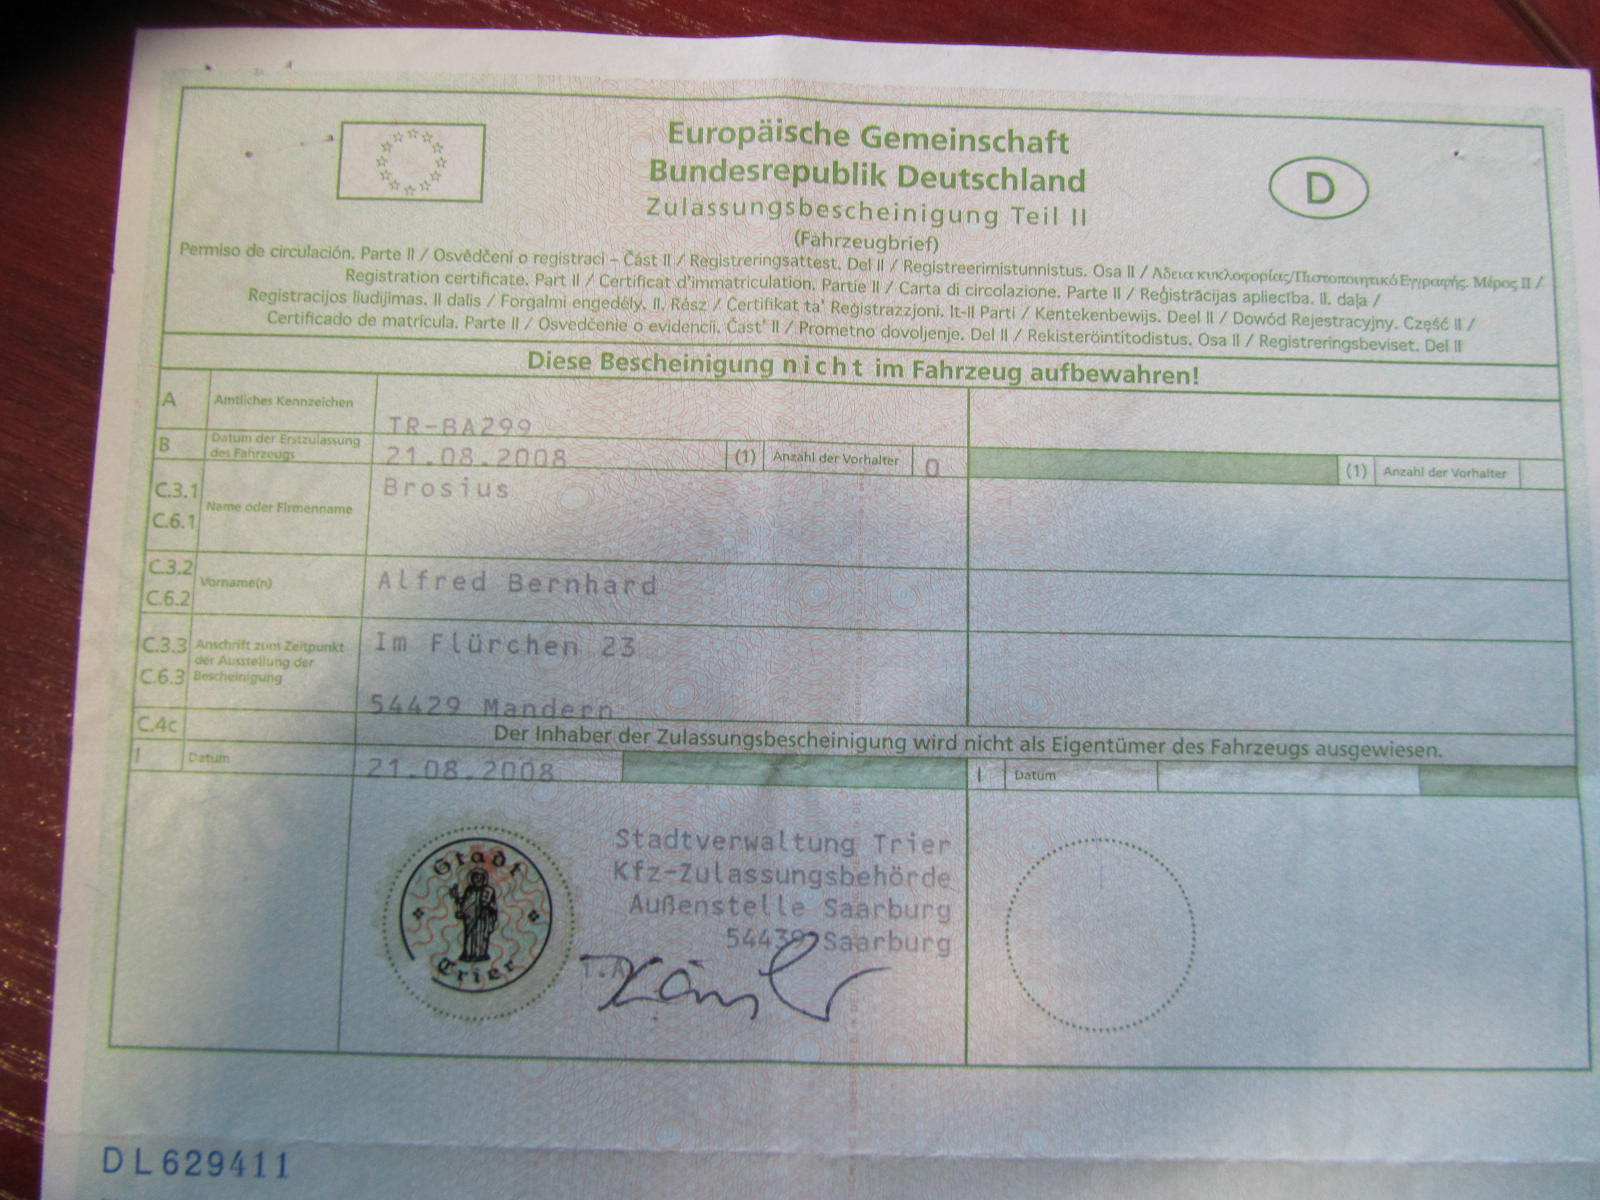 Europäische Gemeinschaft
Bundesrepublik Deutschland
D
Zulassungsbescheinigung Teil II
(Fahrzeugbrief)
Permiso de circulación. Parte II / Osvědčení o registraci – Část II / Registreringsattest. Del II / Registreerimistunnistus. Osa II / Άδεια κυκλοφορίας/Πιστοποιητικό Εγγραφής. Μέρος II /
Registration certificate. Part II / Certificat d'immatriculation. Partie II / Carta di circolazione. Parte II / Reģistrācijas apliecība. II. daļa /
Registracijos liudijimas. II dalis / Forgalmi engedély. II. Rész / Ċertifikat ta' Reġistrazzjoni. It-II Parti / Kentekenbewijs. Deel II / Dowód Rejestracyjny. Część II /
Certificado de matrícula. Parte II / Osvedčenie o evidencii. Časť II / Prometno dovoljenje. Del II / Rekisteröintitodistus. Osa II / Registreringsbeviset. Del II
Diese Bescheinigung nicht im Fahrzeug aufbewahren!
A Amtliches Kennzeichen TR-BA299
B Datum der Erstzulassung des Fahrzeugs 21.08.2008 (1) Anzahl der Vorhalter 0 (1) Anzahl der Vorhalter
C.3.1 C.6.1 Name oder Firmenname Brosius
C.3.2 C.6.2 Vorname(n) Alfred Bernhard
C.3.3 C.6.3 Anschrift zum Zeitpunkt der Ausstellung der Bescheinigung Im Flürchen 23
54429 Mandern
C.4c Der Inhaber der Zulassungsbescheinigung wird nicht als Eigentümer des Fahrzeugs ausgewiesen.
I Datum 21.08.2008 I Datum
Stadt Trier
Stadtverwaltung Trier
Kfz-Zulassungsbehörde
Außenstelle Saarburg
54439 Saarburg
DL629411